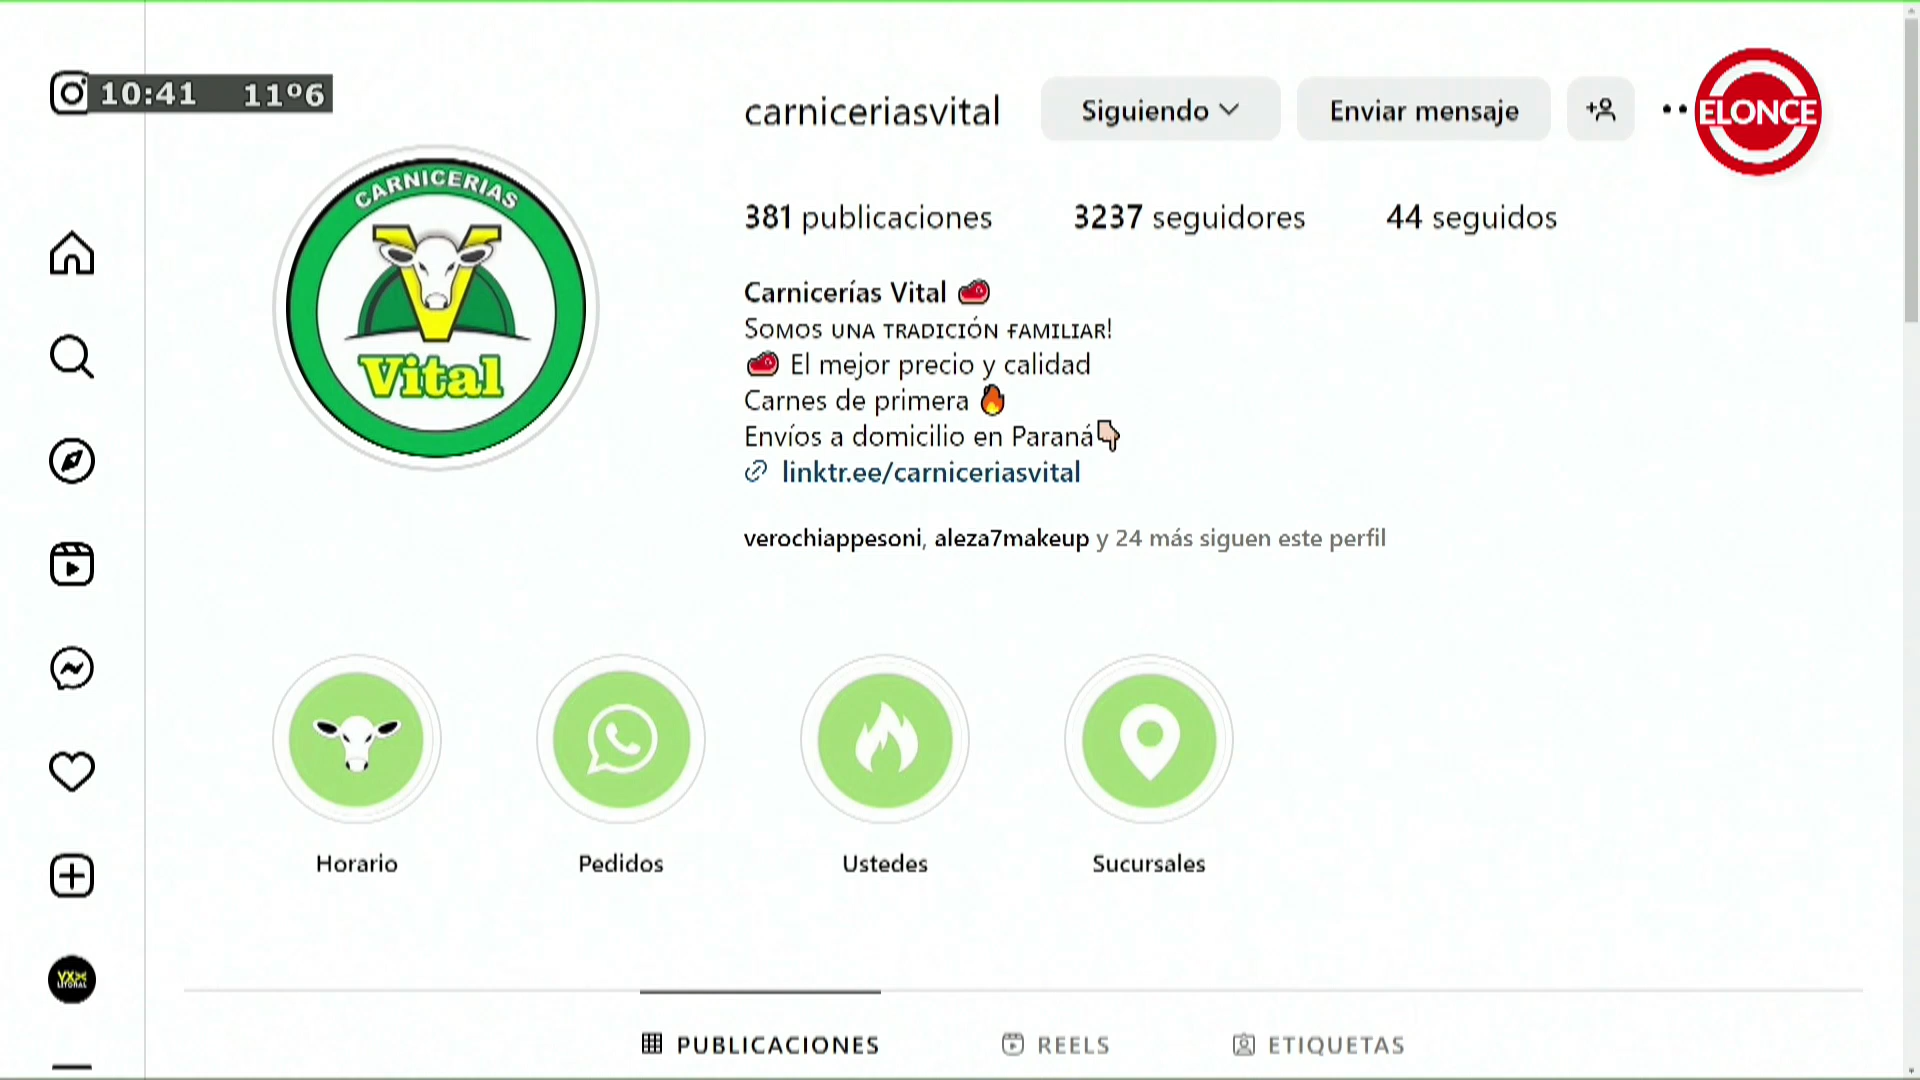 10:41 11º6
carniceriasvital Siguiendo Enviar mensaje
ELONCE
CARNICERIAS
Vital
381 publicaciones 3237 seguidores 44 seguidos
Carnicerías Vital
Somos una tradición familiar!
El mejor precio y calidad
Carnes de primera
Envíos a domicilio en Paraná
linktr.ee/carniceriasvital
verochiappesoni, aleza7makeup y 24 más siguen este perfil
Horario Pedidos Ustedes Sucursales
LITORAL
PUBLICACIONES REELS ETIQUETAS